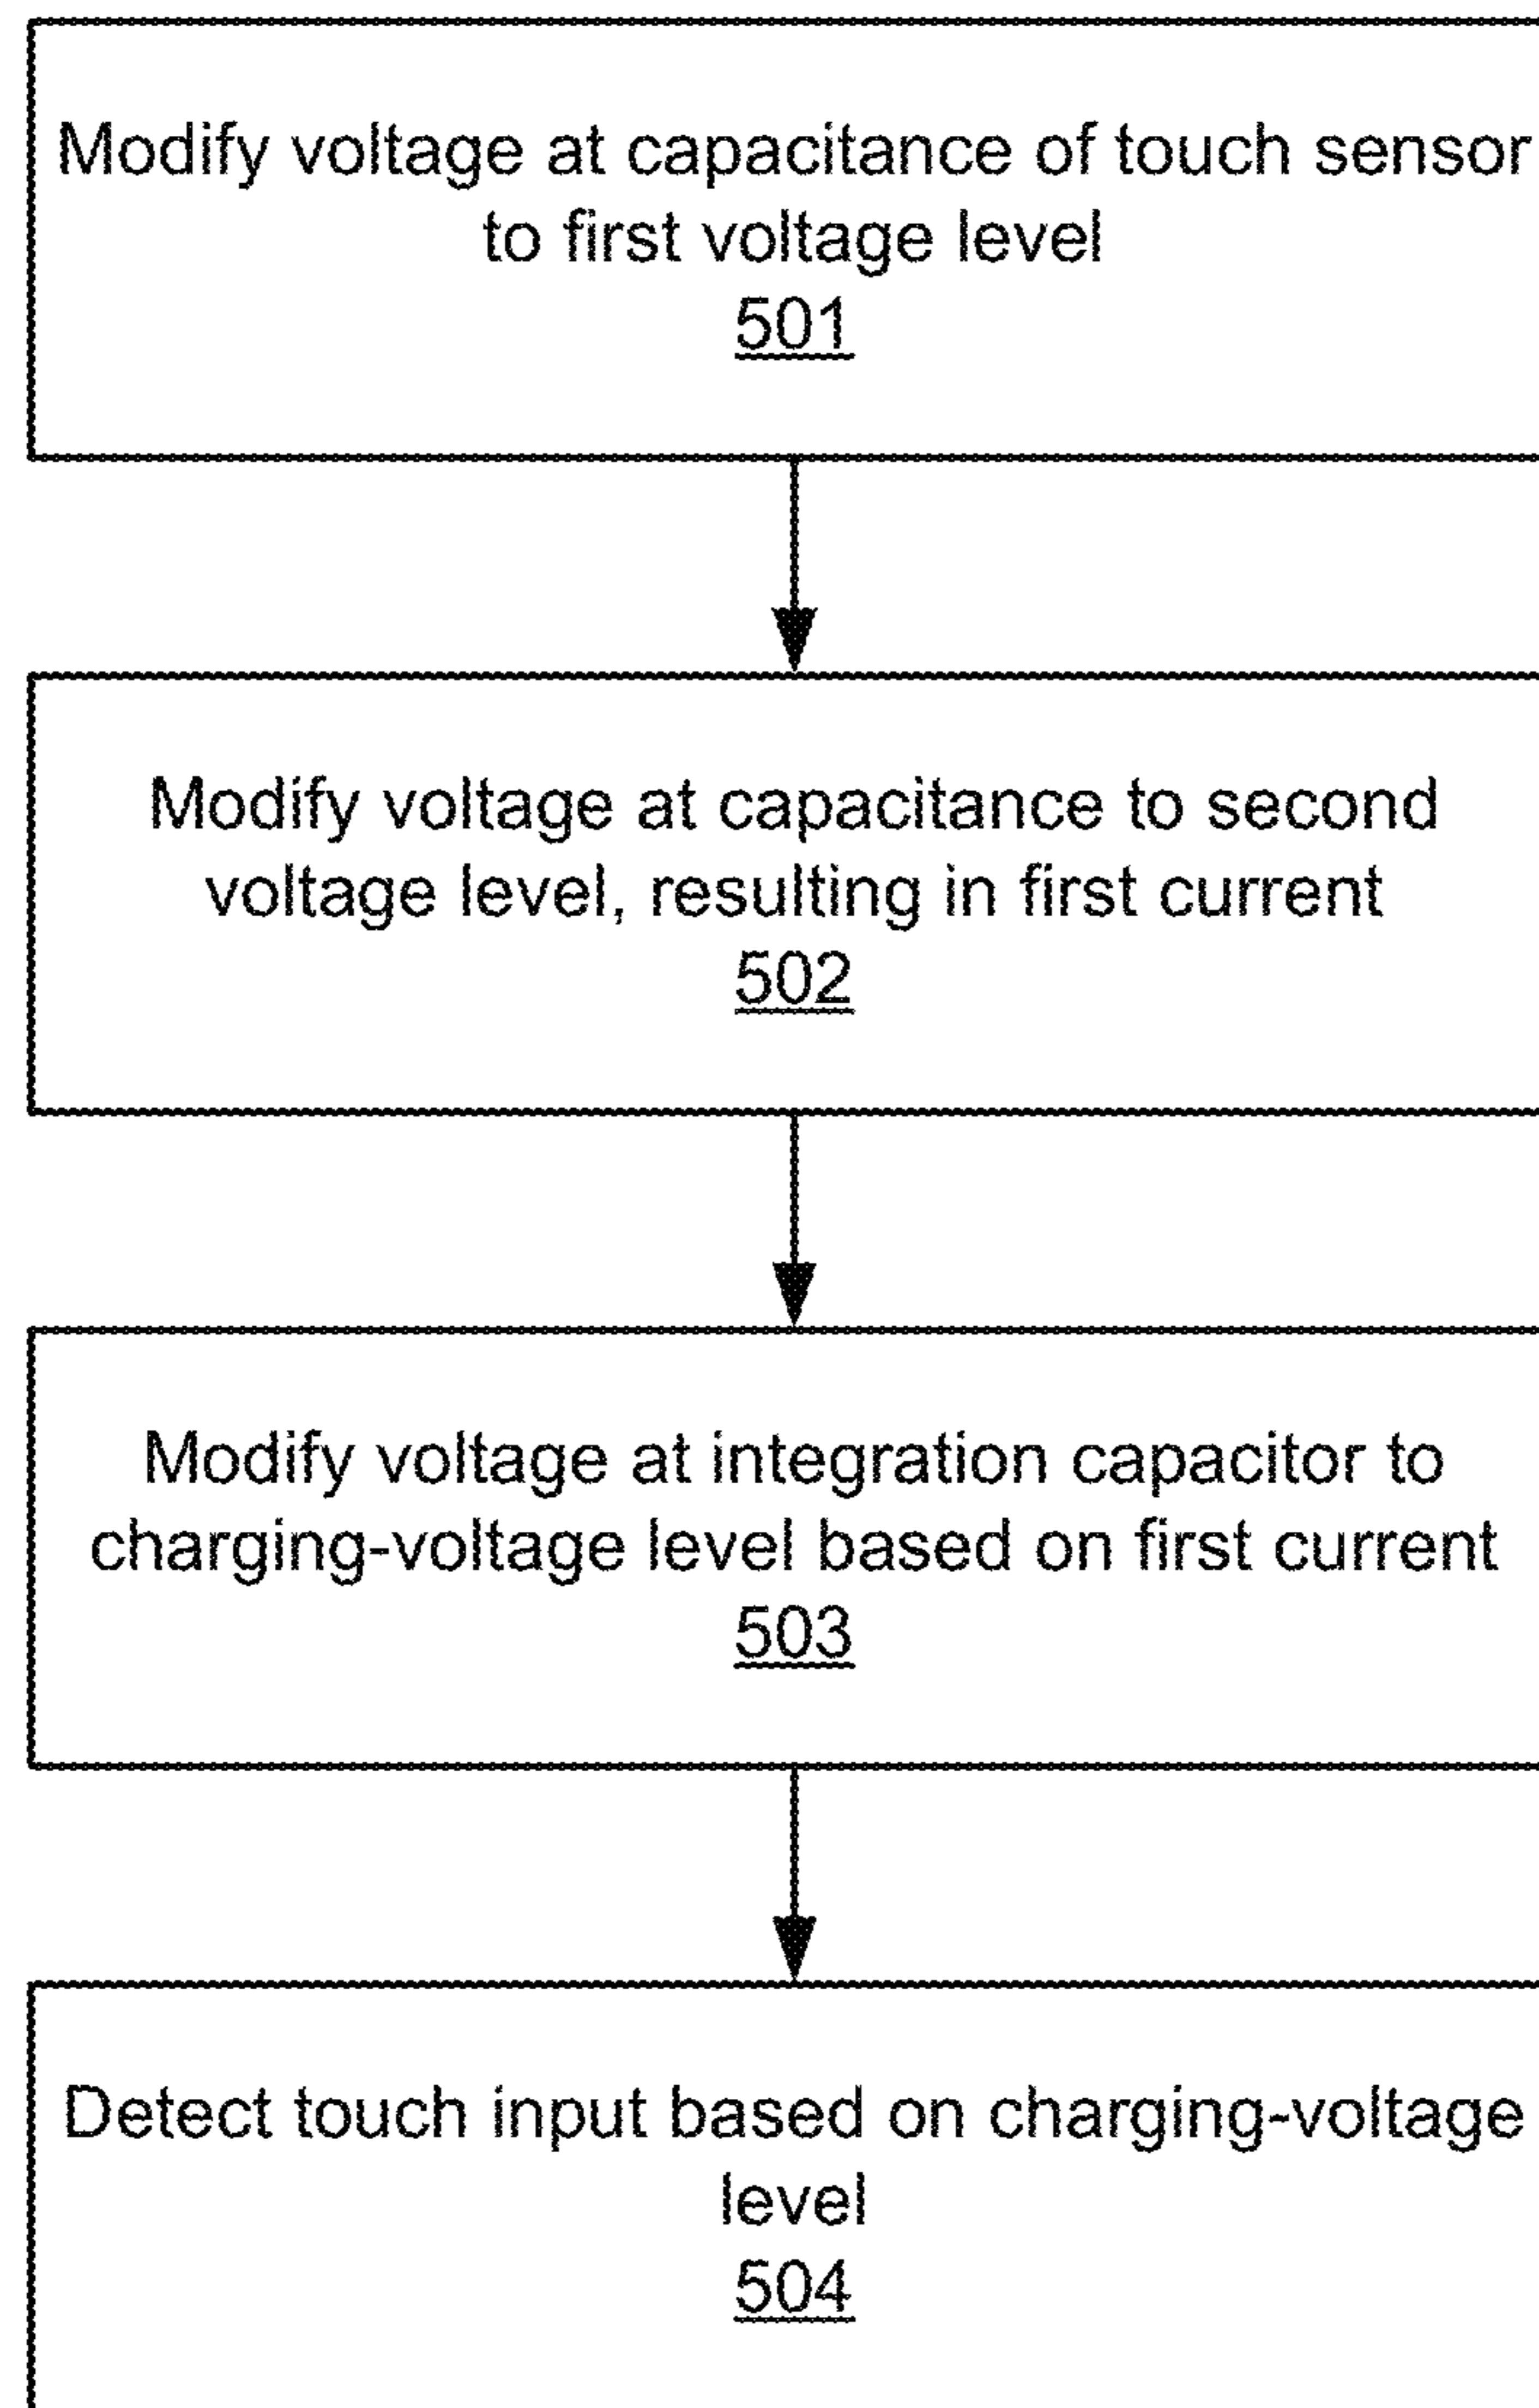 Modify voltage at capacitance of touch sensor
to first voltage level
501
Modify voltage at capacitance to second
voltage level, resulting in first current
502
Modify voltage at integration capacitor to
charging-voltage level based on first current
503
Detect touch input based on charging-voltage
level
504